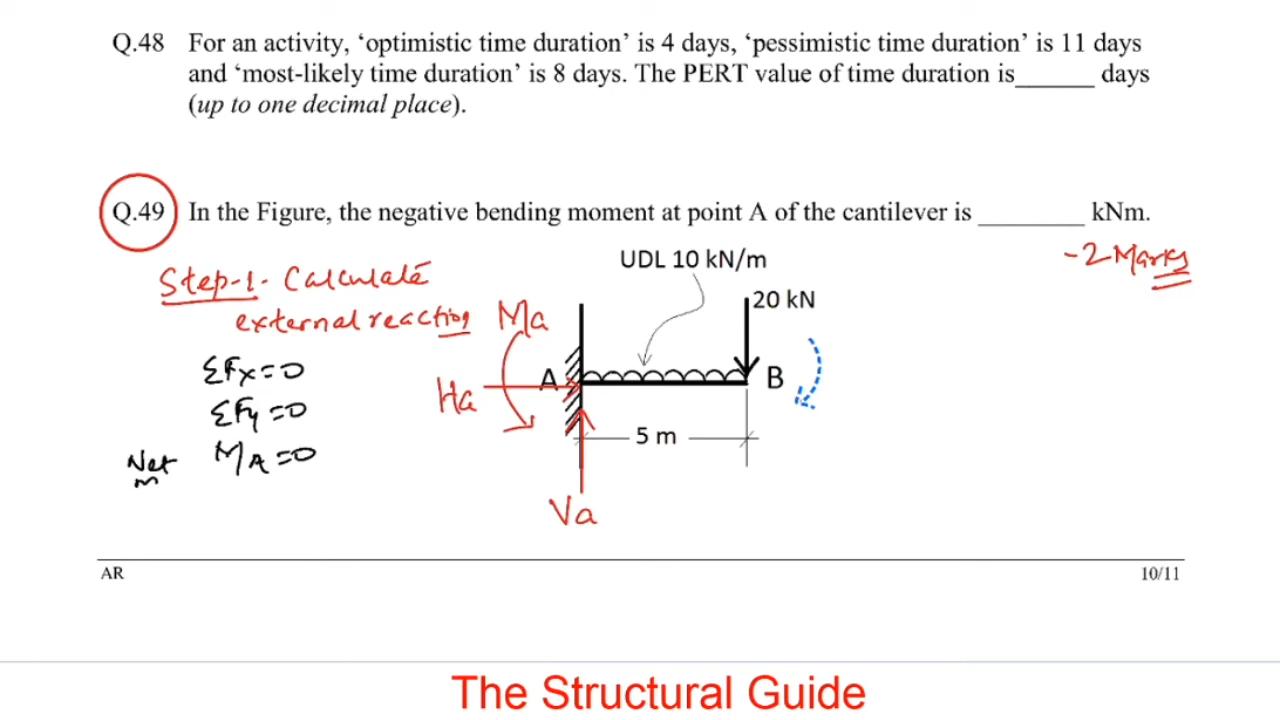 Q.48 For an activity, ‘optimistic time duration’ is 4 days, ‘pessimistic time duration’ is 11 days
and ‘most-likely time duration’ is 8 days. The PERT value of time duration is______ days
(up to one decimal place).
Q.49 In the Figure, the negative bending moment at point A of the cantilever is ________ kNm.
-2 Marks
UDL 10 kN/m
Step-1. Calculate
external reaction
20 kN
Ma
ΣFx=0
A
B
Ha
ΣFy=0
5 m
Net MA=0
m
Va
AR
10/11
The Structural Guide